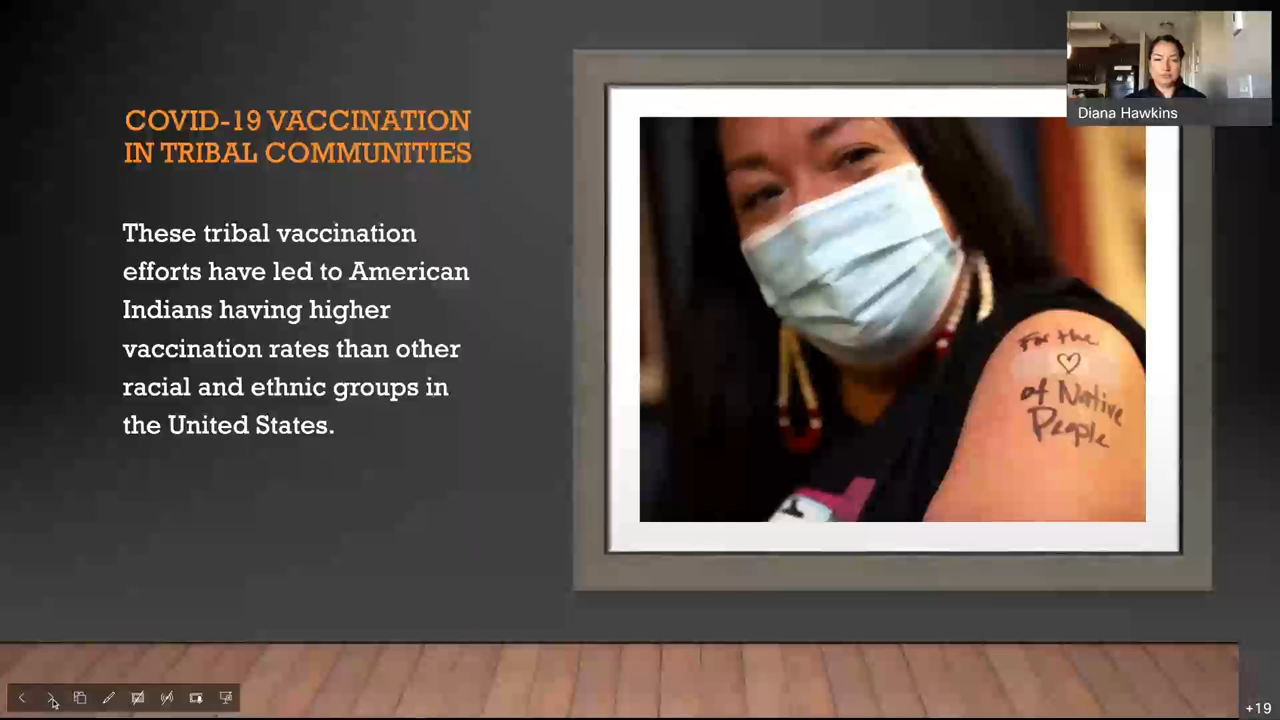 COVID-19 VACCINATION
IN TRIBAL COMMUNITIES
These tribal vaccination
efforts have led to American
Indians having higher
vaccination rates than other
racial and ethnic groups in
the United States.
Diana Hawkins
For the
♡
of Native
People
+19